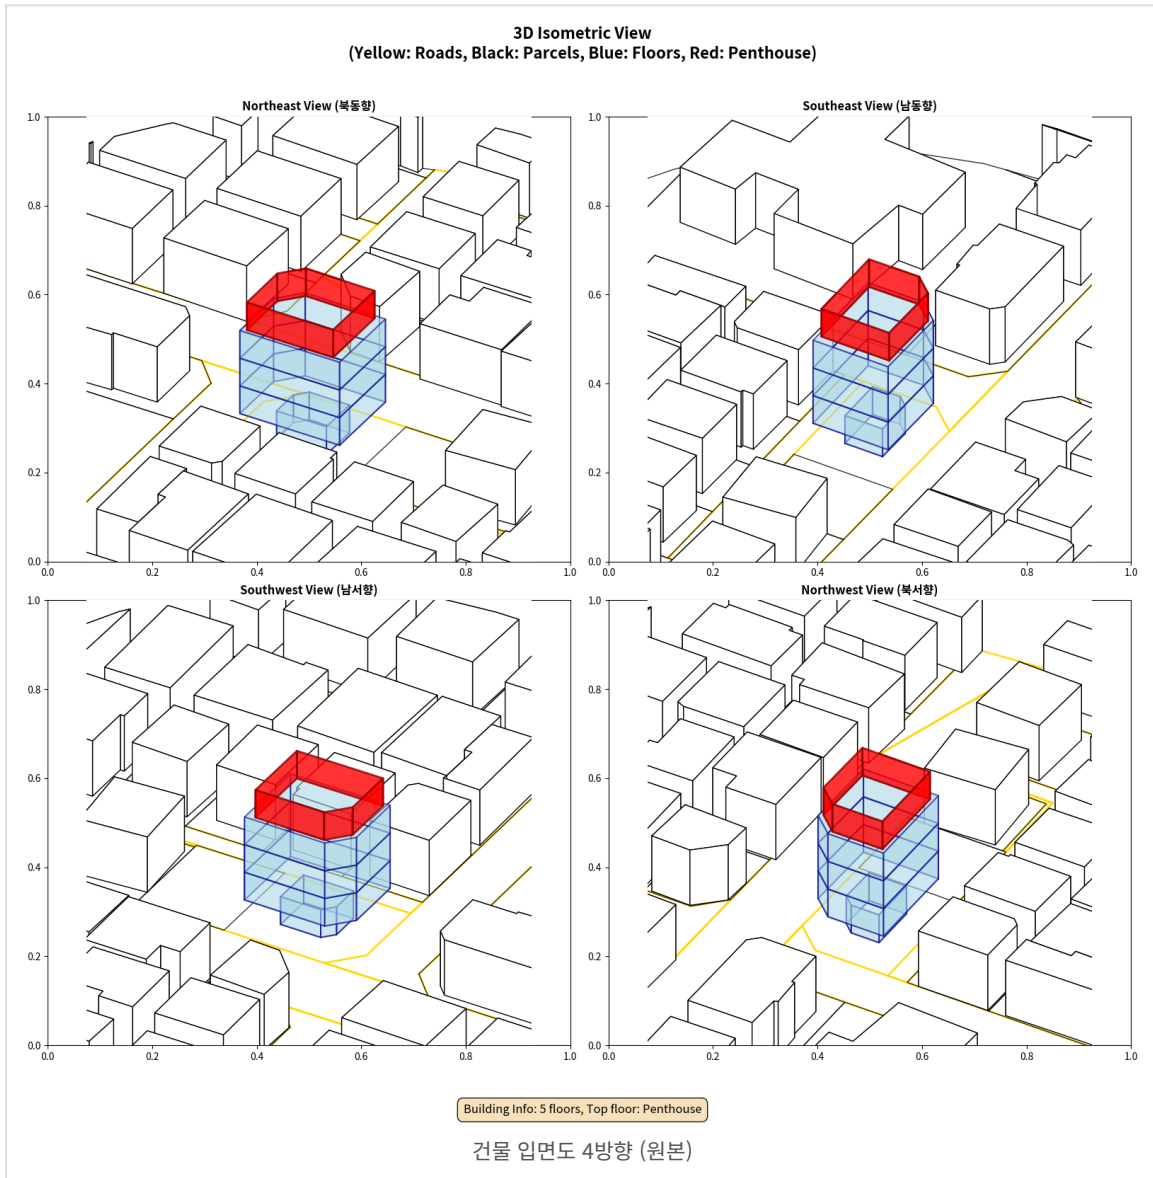 3D Isometric View
(Yellow: Roads, Black: Parcels, Blue: Floors, Red: Penthouse)
Northeast View (북동향)
1.0
0.8
0.6
0.4
0.2
0.0
0.0 0.2 0.4 0.6 0.8 1.0
Southeast View (남동향)
1.0
0.8
0.6
0.4
0.2
0.0
0.0 0.2 0.4 0.6 0.8 1.0
Southwest View (남서향)
1.0
0.8
0.6
0.4
0.2
0.0
0.0 0.2 0.4 0.6 0.8 1.0
Northwest View (북서향)
1.0
0.8
0.6
0.4
0.2
0.0
0.0 0.2 0.4 0.6 0.8 1.0
Building Info: 5 floors, Top floor: Penthouse
건물 입면도 4방향 (원본)